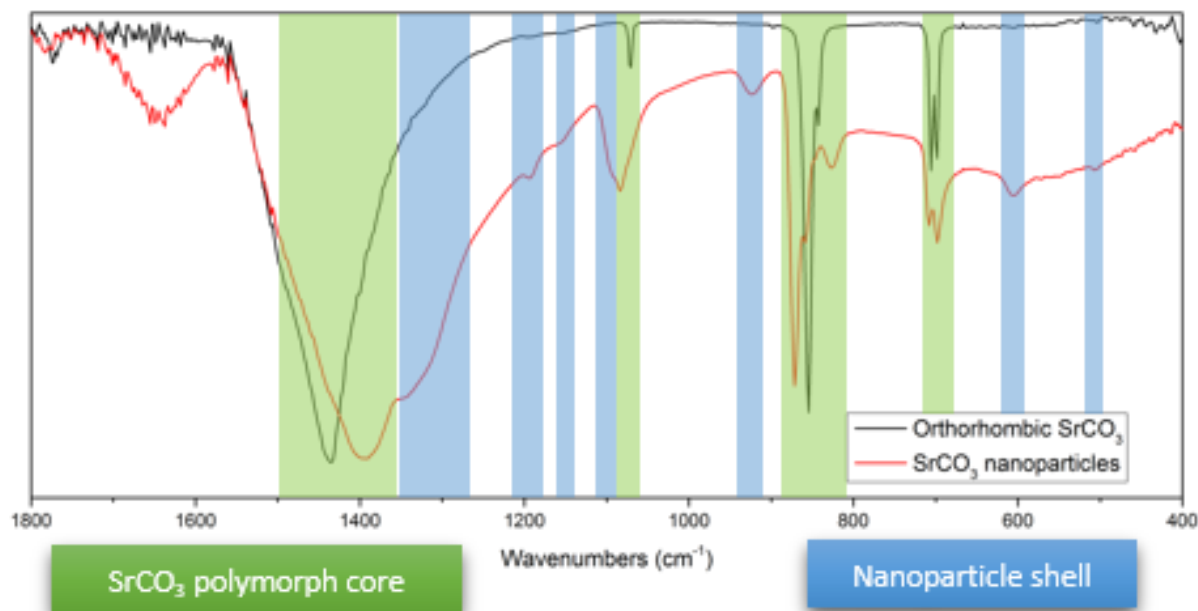 Orthorhombic SrCO₃
SrCO₃ nanoparticles
1800 1600 1400 1200 1000 800 600 400
Wavenumbers (cm⁻¹)
SrCO₃ polymorph core
Nanoparticle shell